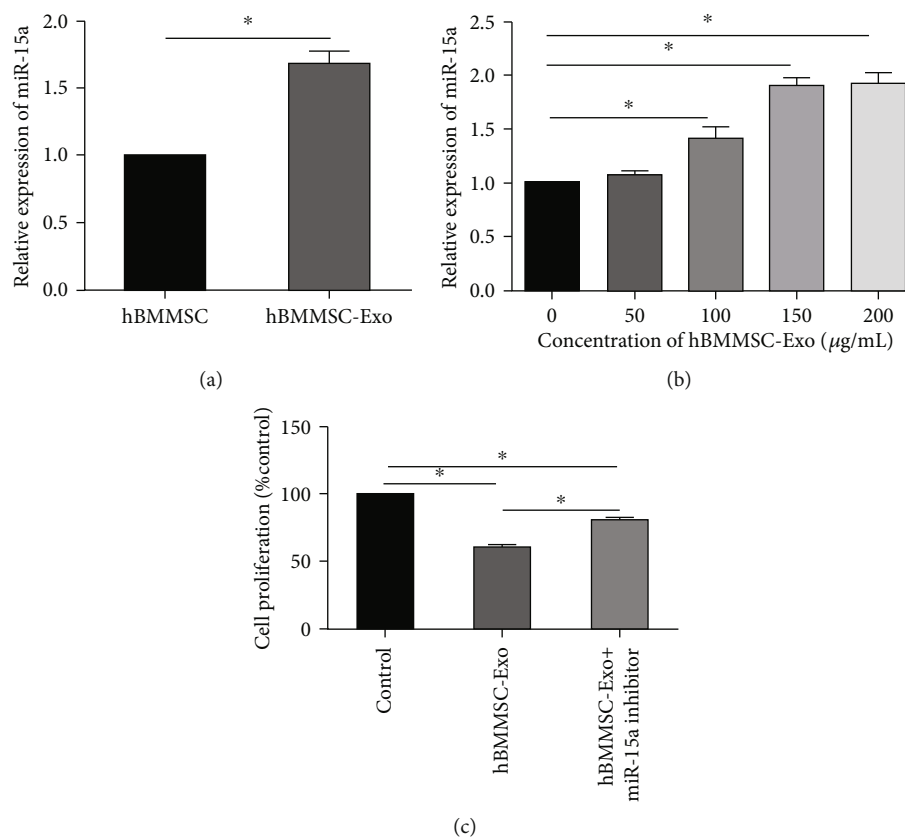 Relative expression of miR-15a
2.0
1.5
1.0
0.5
0.0
*
hBMMSC
hBMMSC-Exo
(a)
Relative expression of miR-15a
2.5
2.0
1.5
1.0
0.5
0.0
*
*
*
0 50 100 150 200
Concentration of hBMMSC-Exo (μg/mL)
(b)
Cell proliferation (%control)
150
100
50
0
*
*
*
Control
hBMMSC-Exo
hBMMSC-Exo+
miR-15a inhibitor
(c)